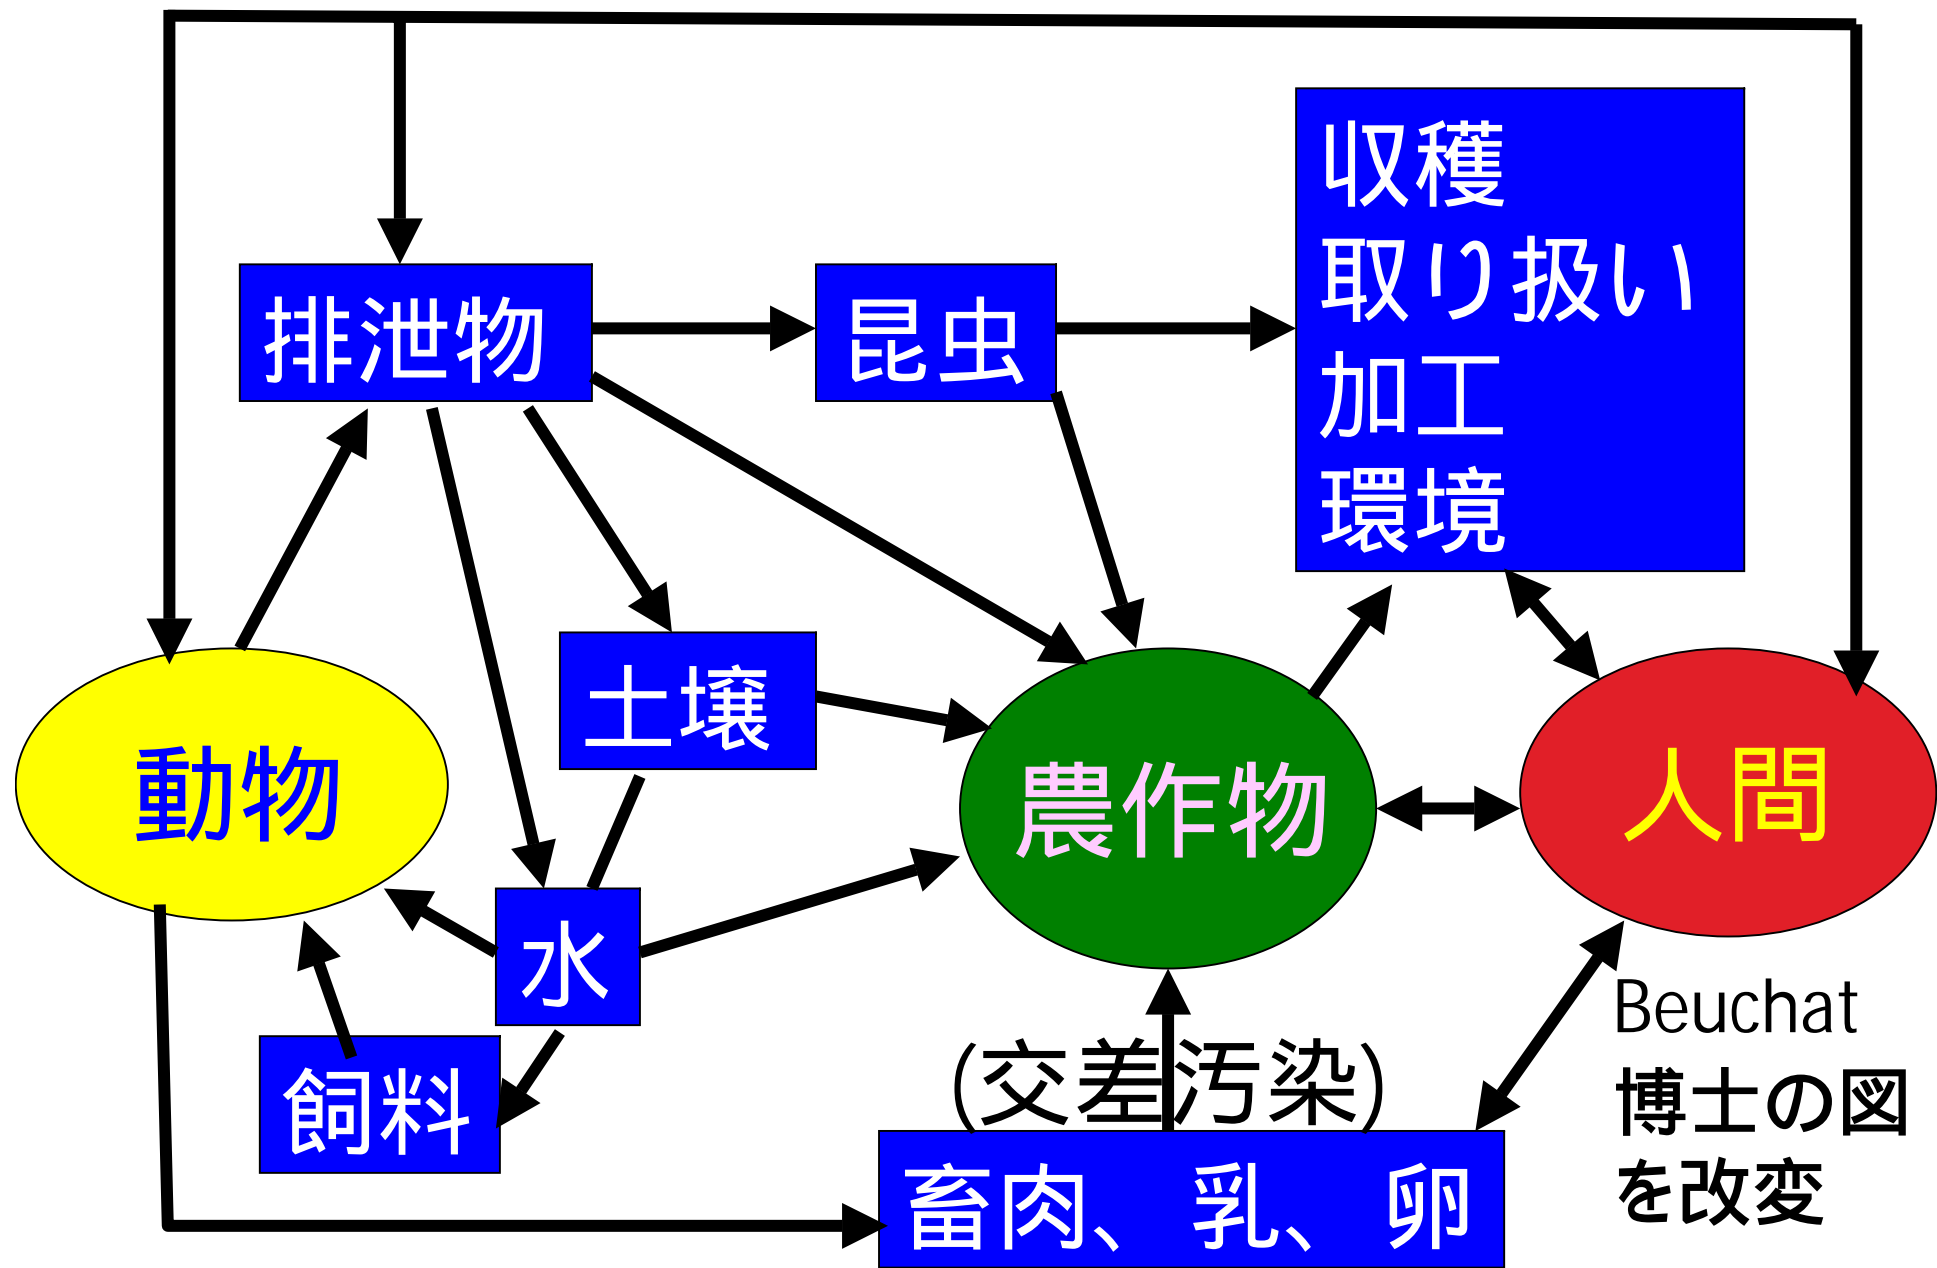 収穫
取り扱い
加工
環境
排泄物
昆虫
土壌
動物
農作物
人間
水
飼料
(交差汚染)
畜肉、乳、卵
Beuchat
博士の図
を改変